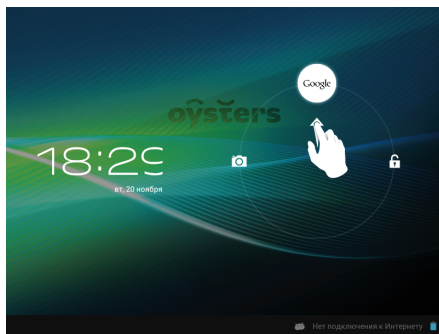 Google
oysters
18:29
вт, 20 ноября
Нет подключения к Интернету